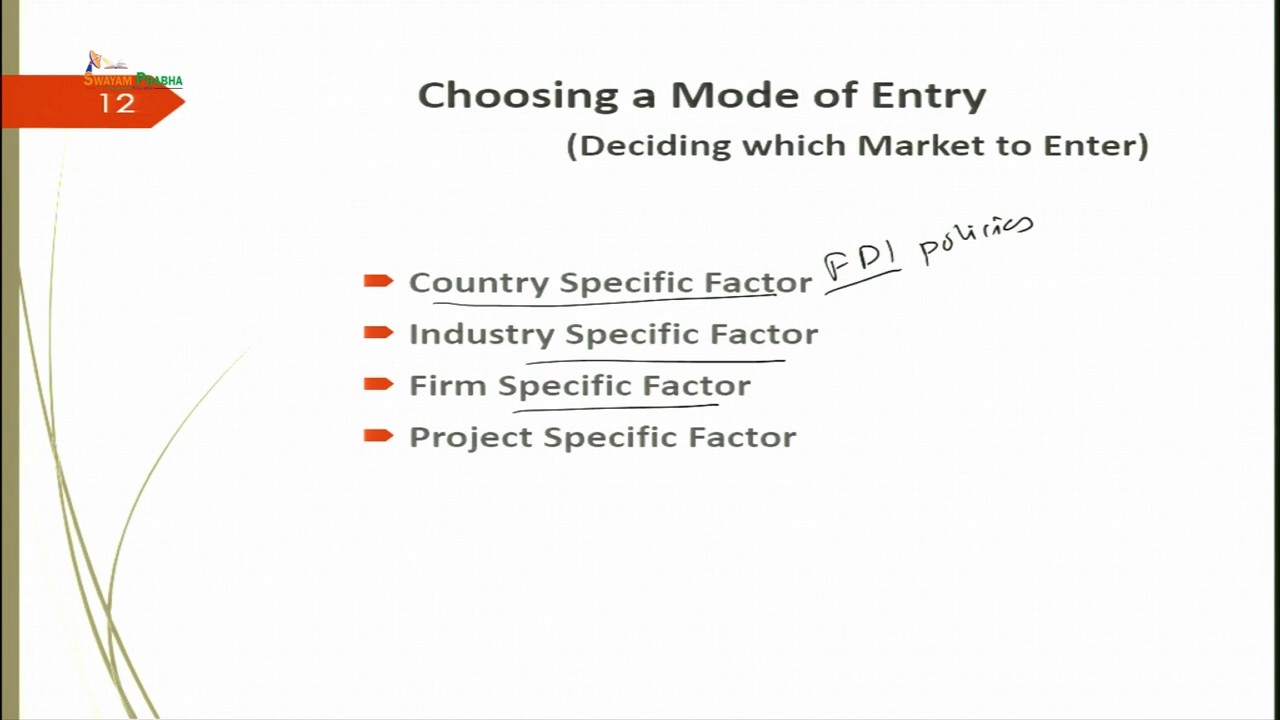 SWAYAM PRABHA
12
Choosing a Mode of Entry
(Deciding which Market to Enter)
Country Specific Factor FDI policies
Industry Specific Factor
Firm Specific Factor
Project Specific Factor